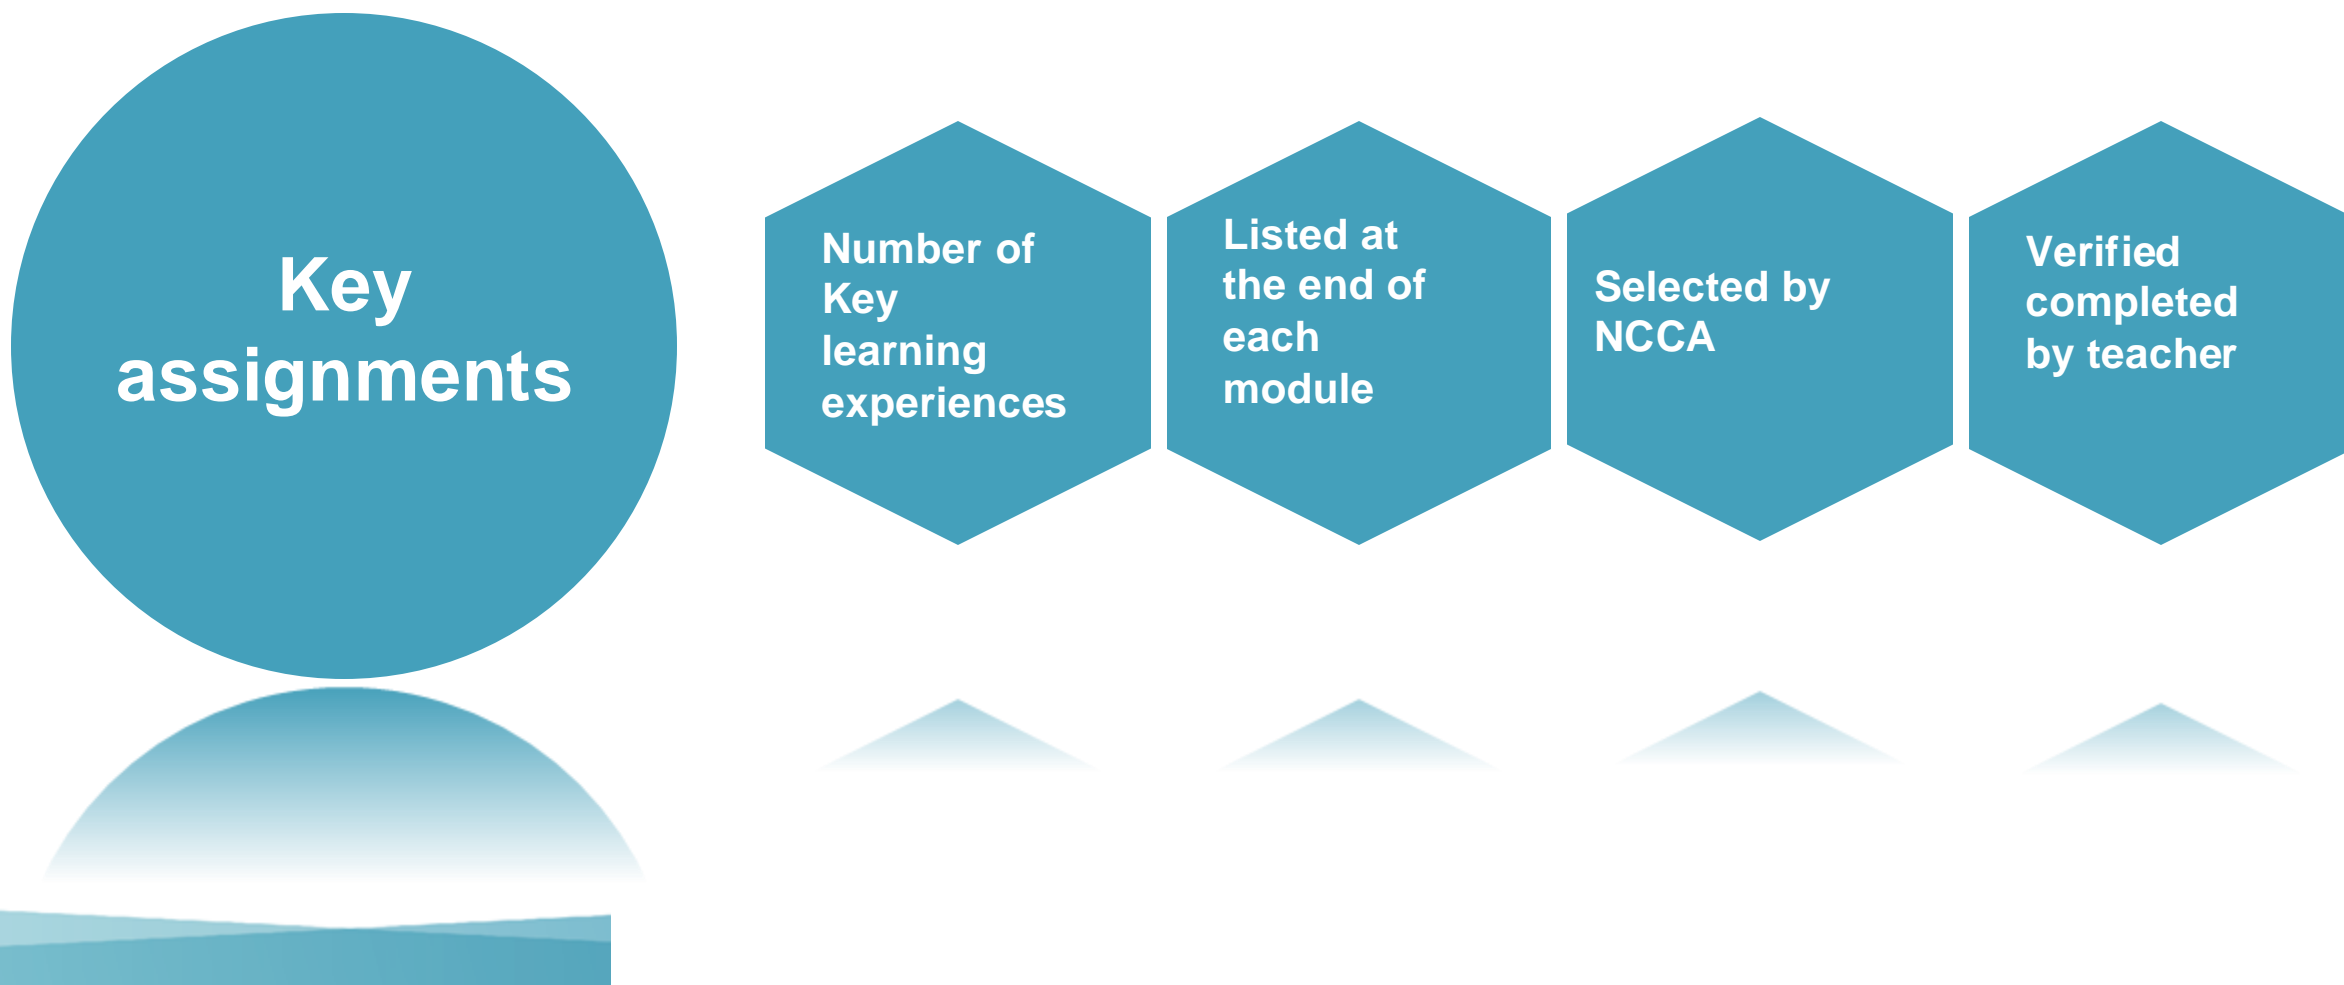 Key
assignments
Number of
Key
learning
experiences
Listed at
the end of
each
module
Selected by
NCCA
Verified
completed
by teacher